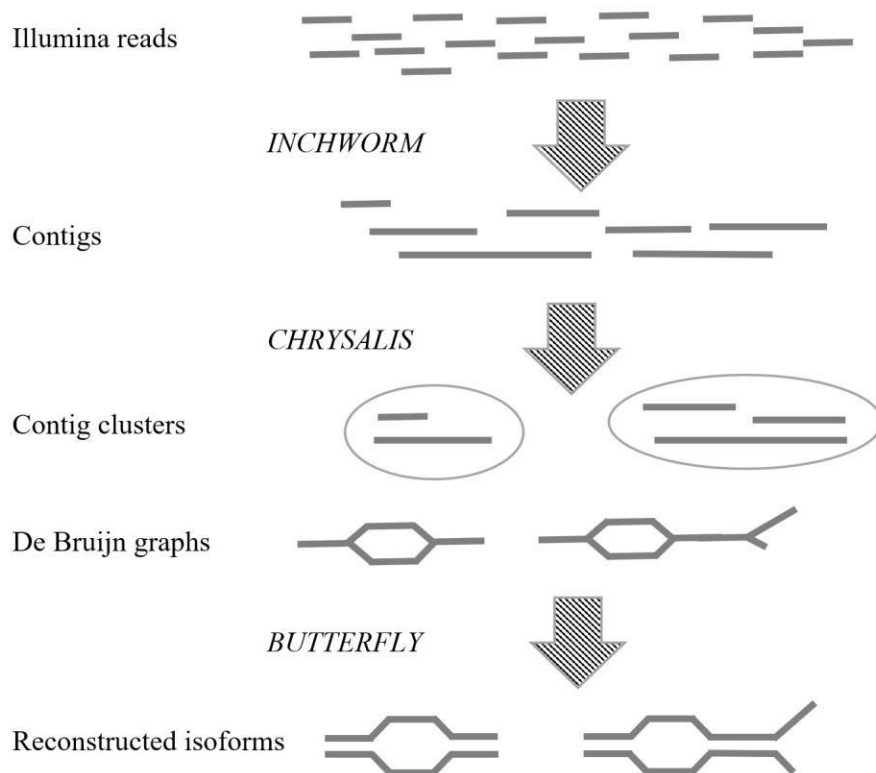 Illumina reads
INCHWORM
Contigs
CHRYSALIS
Contig clusters
De Bruijn graphs
BUTTERFLY
Reconstructed isoforms